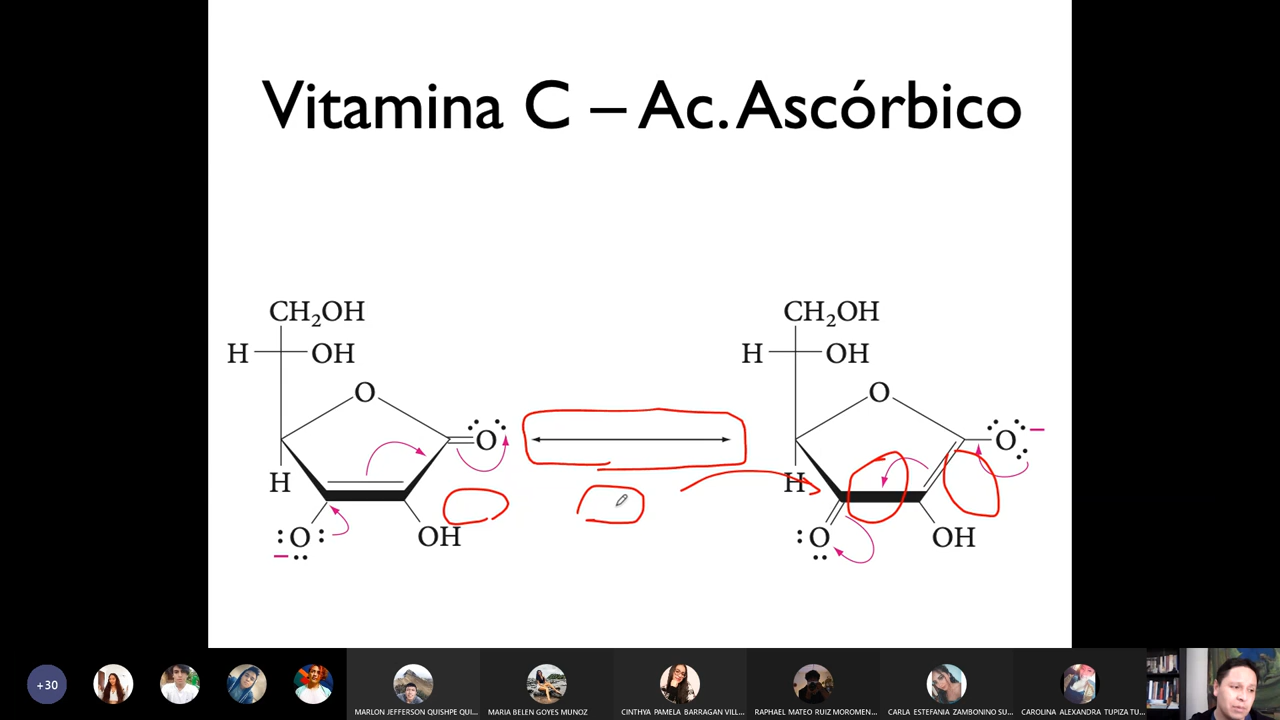 Vitamina C – Ac. Ascórbico
CH₂OH
H
OH
O
O
H
O
OH
CH₂OH
H
OH
O
O
H
O
OH
+30
MARLON JEFFERSON QUISHPE QUI...
MARIA BELEN GOYES MUNOZ
CINTHYA PAMELA BARRAGAN VILL...
RAPHAEL MATEO RUIZ MOROMEN...
CARLA ESTEFANIA ZAMBONINO SU...
CAROLINA ALEXANDRA TUPIZA TU...